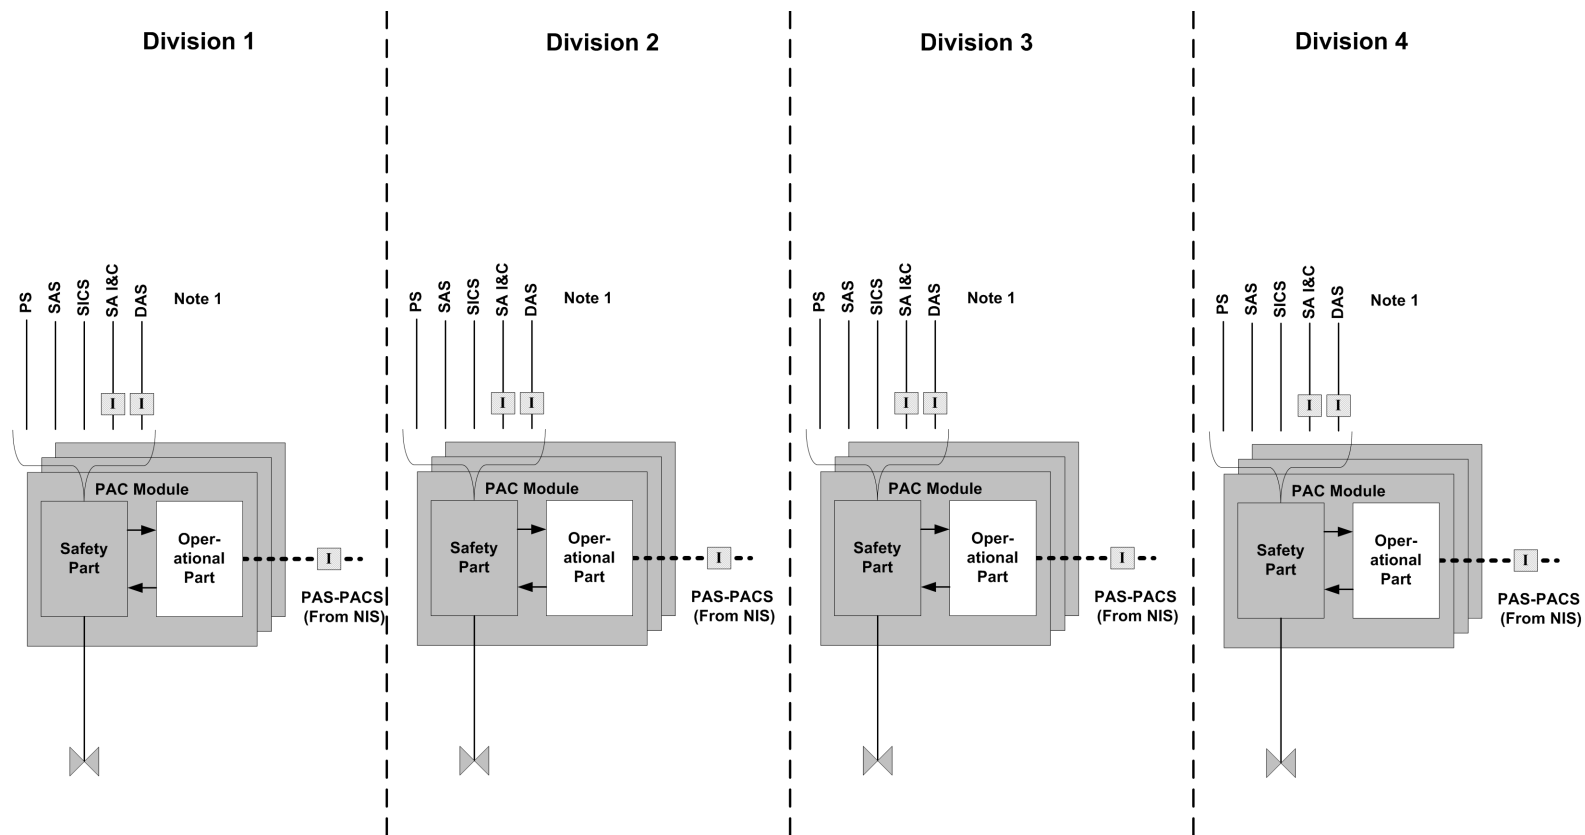 Division 1
Division 2
Division 3
Division 4
PS
SAS
SICS
SA I&C
DAS
Note 1
I
I
PAC Module
Safety
Part
Oper-
ational
Part
I
PAS-PACS
(From NIS)
PS
SAS
SICS
SA I&C
DAS
Note 1
I
I
PAC Module
Safety
Part
Oper-
ational
Part
I
PAS-PACS
(From NIS)
PS
SAS
SICS
SA I&C
DAS
Note 1
I
I
PAC Module
Safety
Part
Oper-
ational
Part
I
PAS-PACS
(From NIS)
PS
SAS
SICS
SA I&C
DAS
Note 1
I
I
PAC Module
Safety
Part
Oper-
ational
Part
I
PAS-PACS
(From NIS)